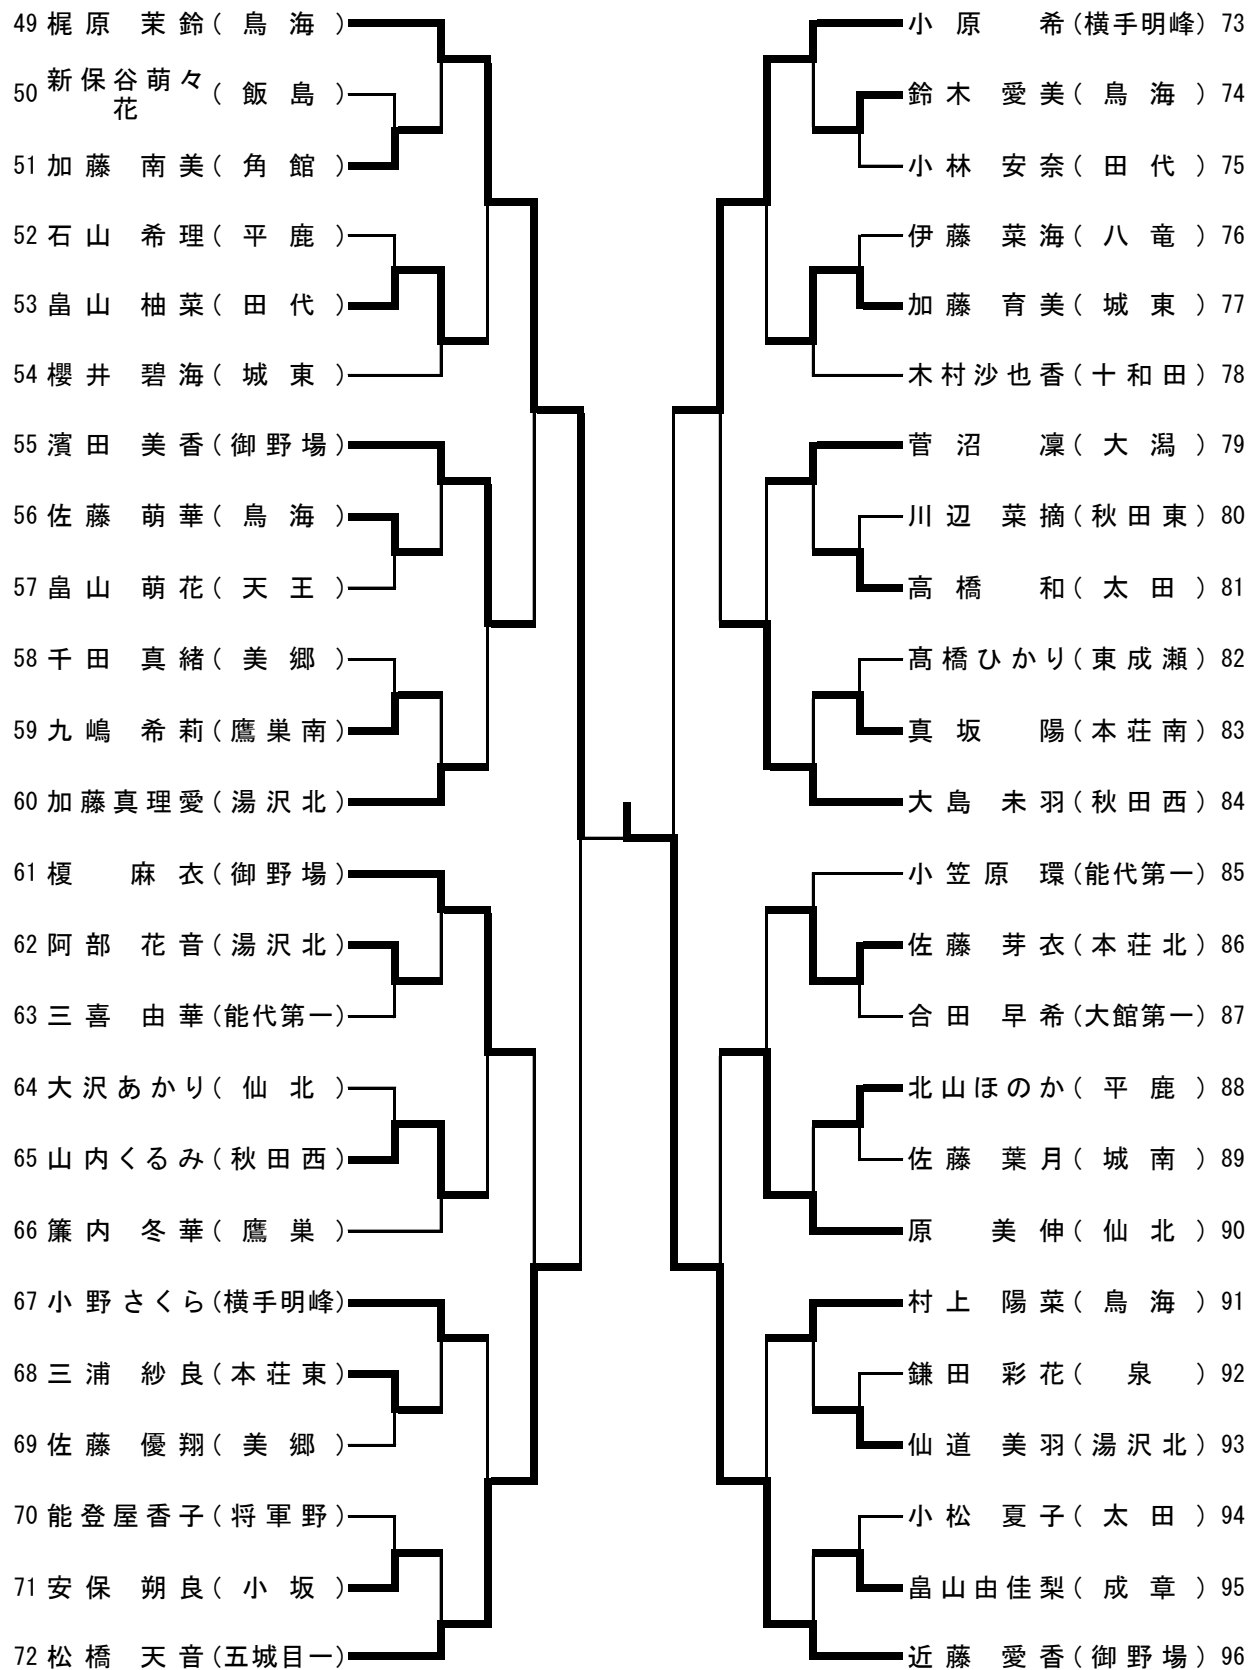 49 梶原 茉鈴(鳥海)
50 新保谷萌々花(飯島)
51 加藤 南美(角館)
52 石山 希理(平鹿)
53 畠山 柚菜(田代)
54 櫻井 碧海(城東)
55 濱田 美香(御野場)
56 佐藤 萌華(鳥海)
57 畠山 萌花(天王)
58 千田 真緒(美郷)
59 九嶋 希莉(鷹巣南)
60 加藤真理愛(湯沢北)
61 榎 麻衣(御野場)
62 阿部 花音(湯沢北)
63 三喜 由華(能代第一)
64 大沢あかり(仙北)
65 山内くるみ(秋田西)
66 簾内 冬華(鷹巣)
67 小野さくら(横手明峰)
68 三浦 紗良(本荘東)
69 佐藤 優翔(美郷)
70 能登屋香子(将軍野)
71 安保 朔良(小坂)
72 松橋 天音(五城目一)
小原 希(横手明峰) 73
鈴木 愛美(鳥海) 74
小林 安奈(田代) 75
伊藤 菜海(八竜) 76
加藤 育美(城東) 77
木村沙也香(十和田) 78
菅沼 凜(大潟) 79
川辺 菜摘(秋田東) 80
高橋 和(太田) 81
髙橋ひかり(東成瀬) 82
真坂 陽(本荘南) 83
大島 未羽(秋田西) 84
小笠原 環(能代第一) 85
佐藤 芽衣(本荘北) 86
合田 早希(大館第一) 87
北山ほのか(平鹿) 88
佐藤 葉月(城南) 89
原 美伸(仙北) 90
村上 陽菜(鳥海) 91
鎌田 彩花(泉) 92
仙道 美羽(湯沢北) 93
小松 夏子(太田) 94
畠山由佳梨(成章) 95
近藤 愛香(御野場) 96